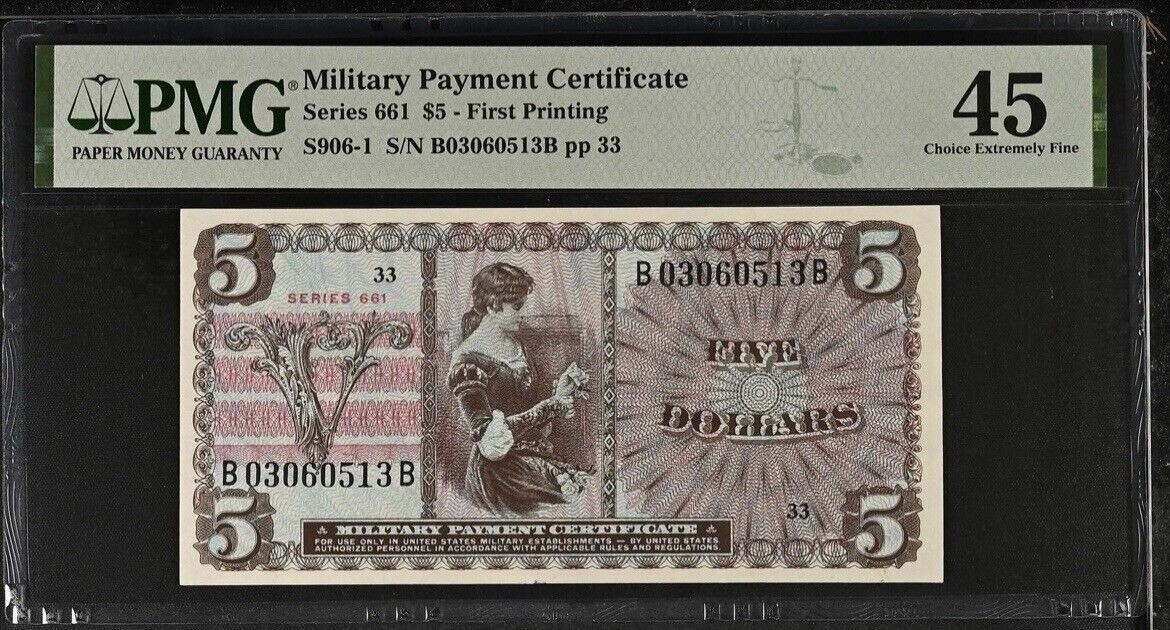 PMG®
PAPER MONEY GUARANTY
Military Payment Certificate
Series 661 $5 - First Printing
S906-1 S/N B03060513B pp 33
45
Choice Extremely Fine
5
33
SERIES 661
V
B03060513B
5
B03060513B
5
FIVE
DOLLARS
33
5
MILITARY PAYMENT CERTIFICATE
FOR USE ONLY IN UNITED STATES MILITARY ESTABLISHMENTS — BY UNITED STATES
AUTHORIZED PERSONNEL IN ACCORDANCE WITH APPLICABLE RULES AND REGULATIONS.